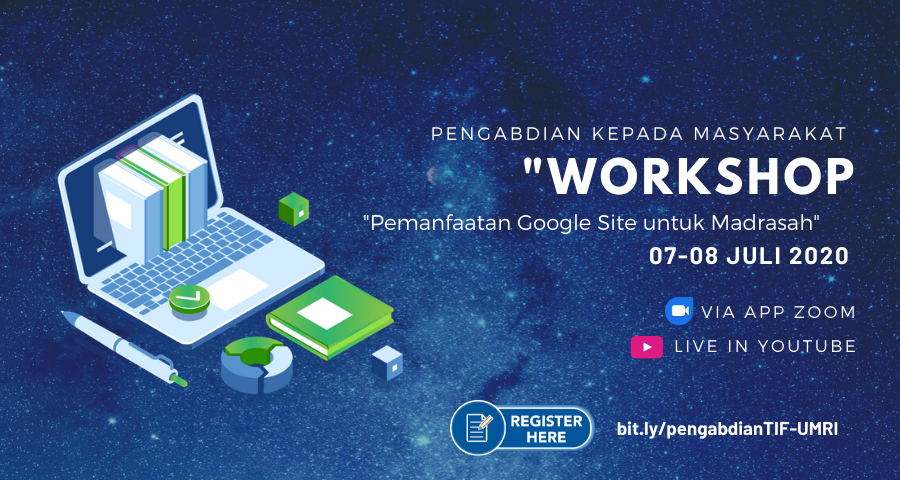 PENGABDIAN KEPADA MASYARAKAT
"WORKSHOP
"Pemanfaatan Google Site untuk Madrasah"
07-08 JULI 2020
VIA APP ZOOM
LIVE IN YOUTUBE
REGISTER
HERE
bit.ly/pengabdianTIF-UMRI